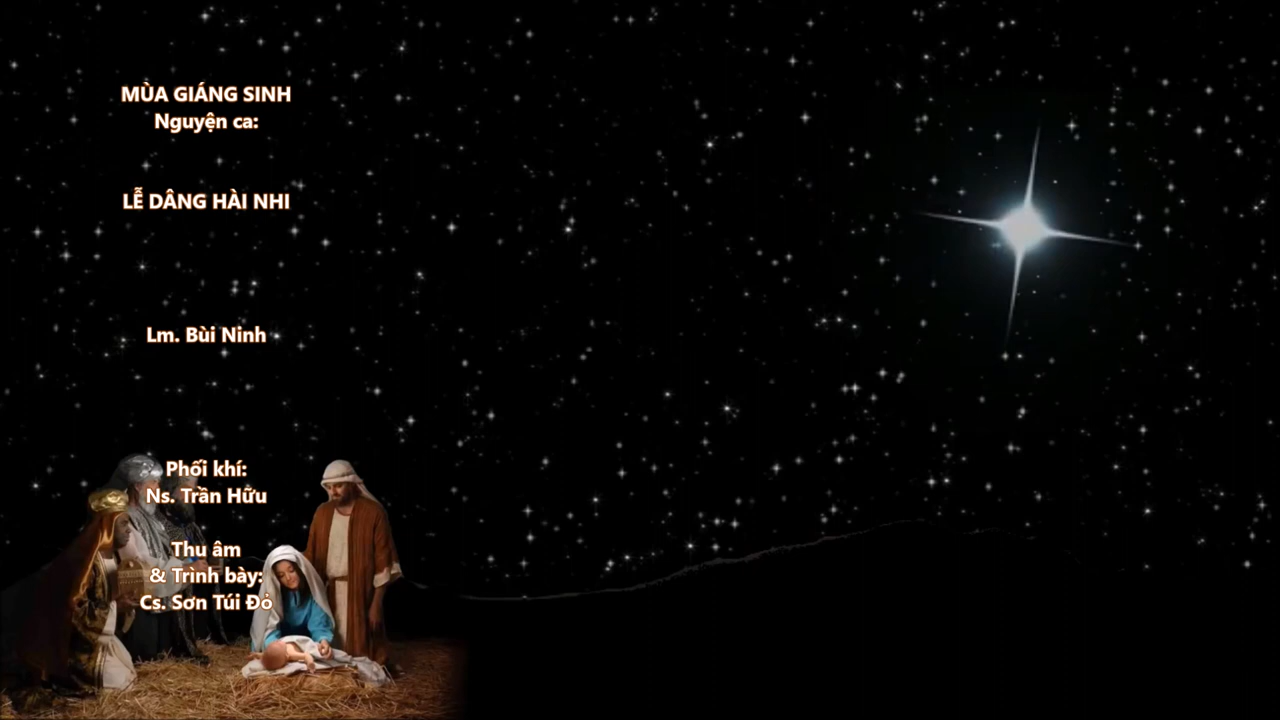 MÙA GIÁNG SINH
Nguyện ca:
LỄ DÂNG HÀI NHI
Lm. Bùi Ninh
Phối khí:
Ns. Trần Hữu
Thu âm
& Trình bày:
Cs. Sơn Túi Đỏ